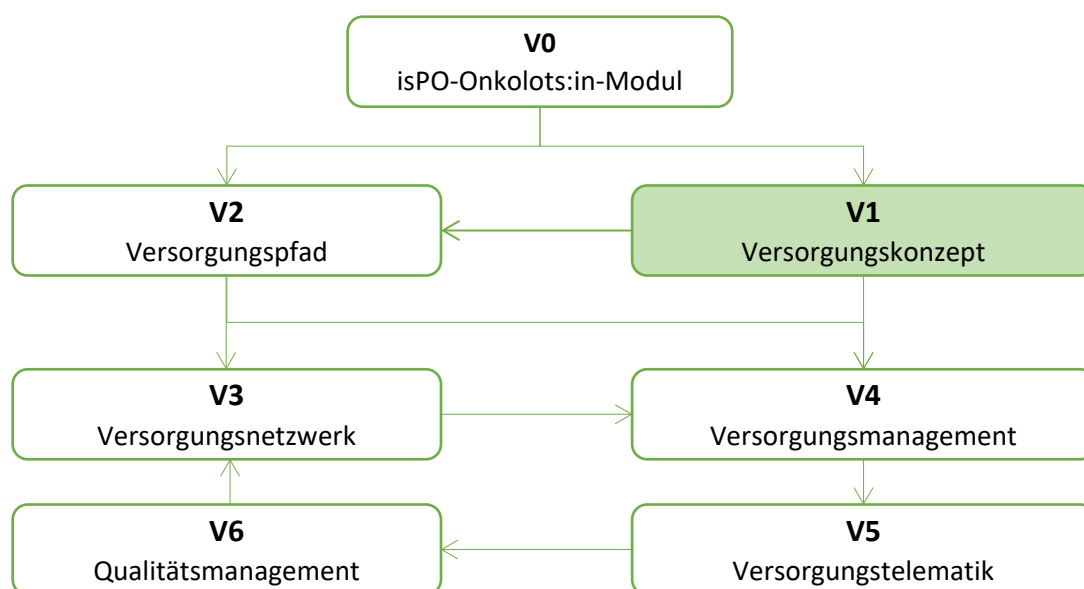 V0
isPO-Onkolots:in-Modul
V2
Versorgungspfad
V1
Versorgungskonzept
V3
Versorgungsnetzwerk
V4
Versorgungsmanagement
V6
Qualitätsmanagement
V5
Versorgungstelematik